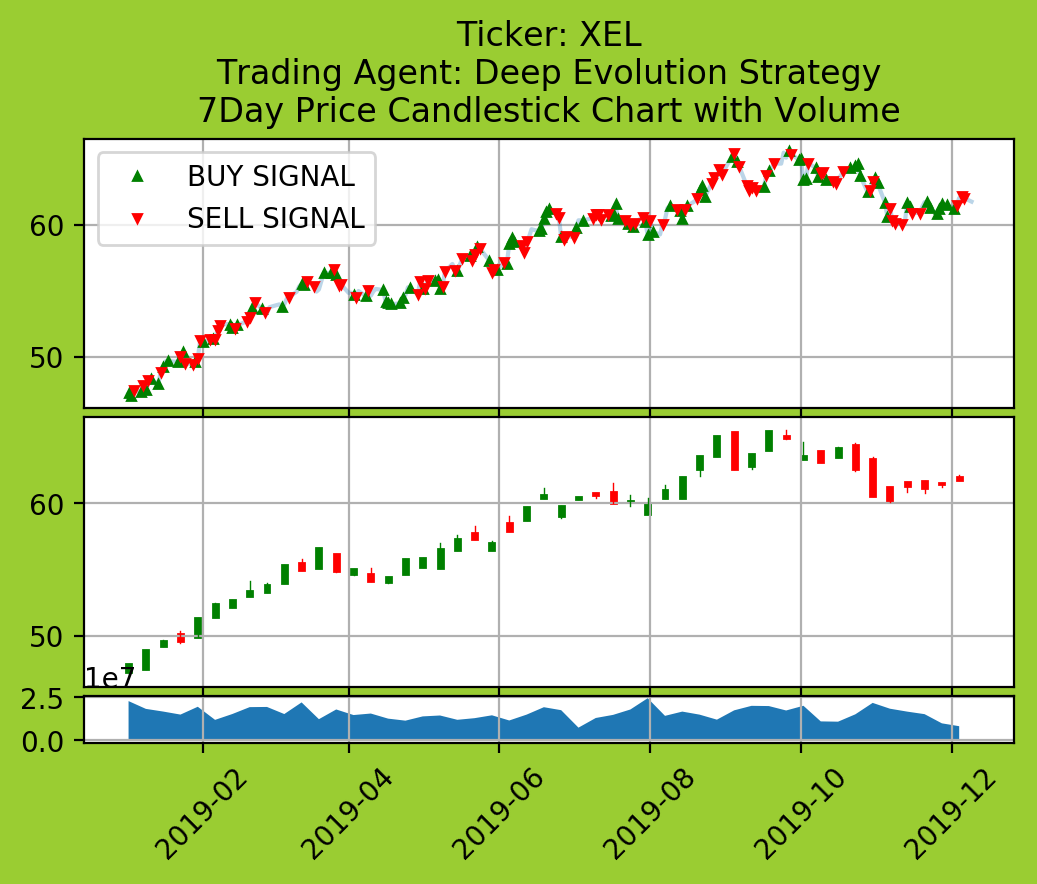 Ticker: XEL
Trading Agent: Deep Evolution Strategy
7Day Price Candlestick Chart with Volume
BUY SIGNAL
SELL SIGNAL
60
50
60
50
1e7
2.5
0.0
2019-02
2019-04
2019-06
2019-08
2019-10
2019-12